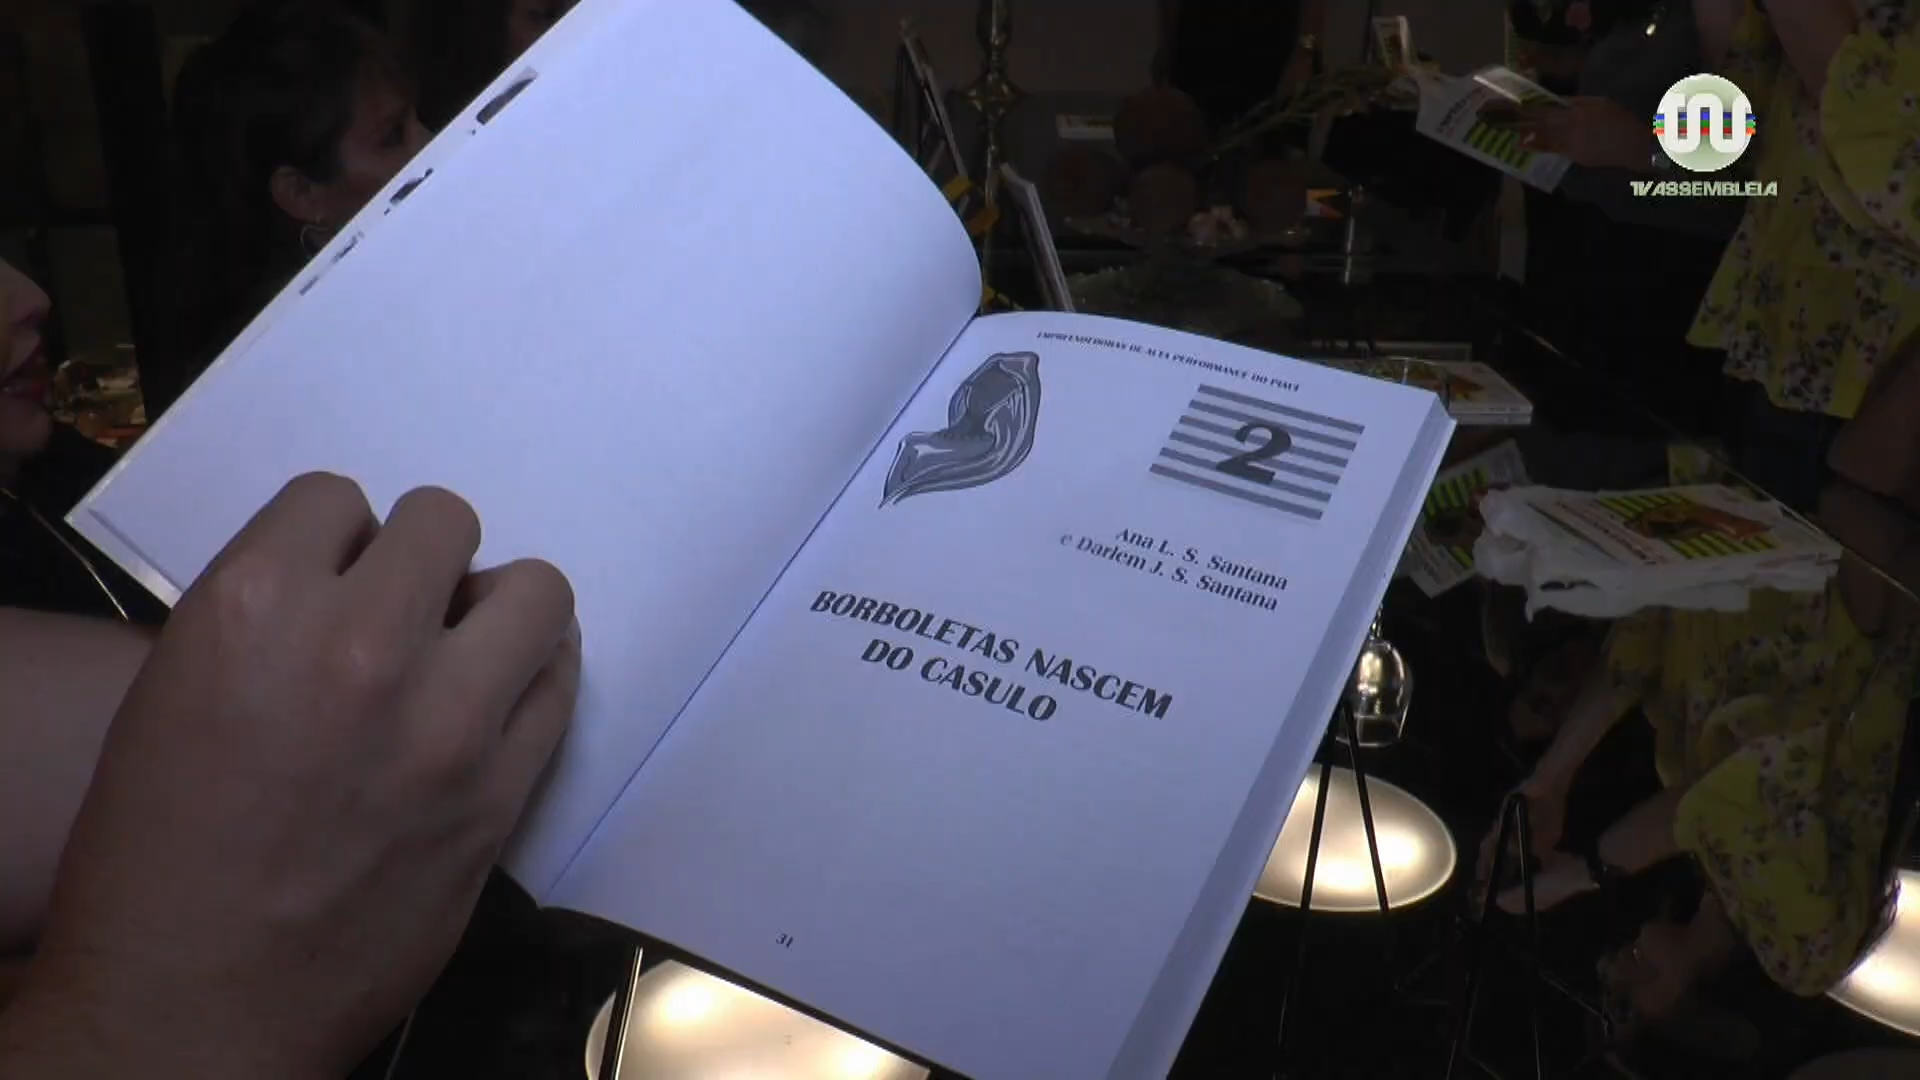 TV ASSEMBLEIA
EMPREENDEDORAS DE ALTA PERFORMANCE DO PIAUÍ
2
Ana L. S. Santana
e Darlem J. S. Santana
BORBOLETAS NASCEM
DO CASULO
31